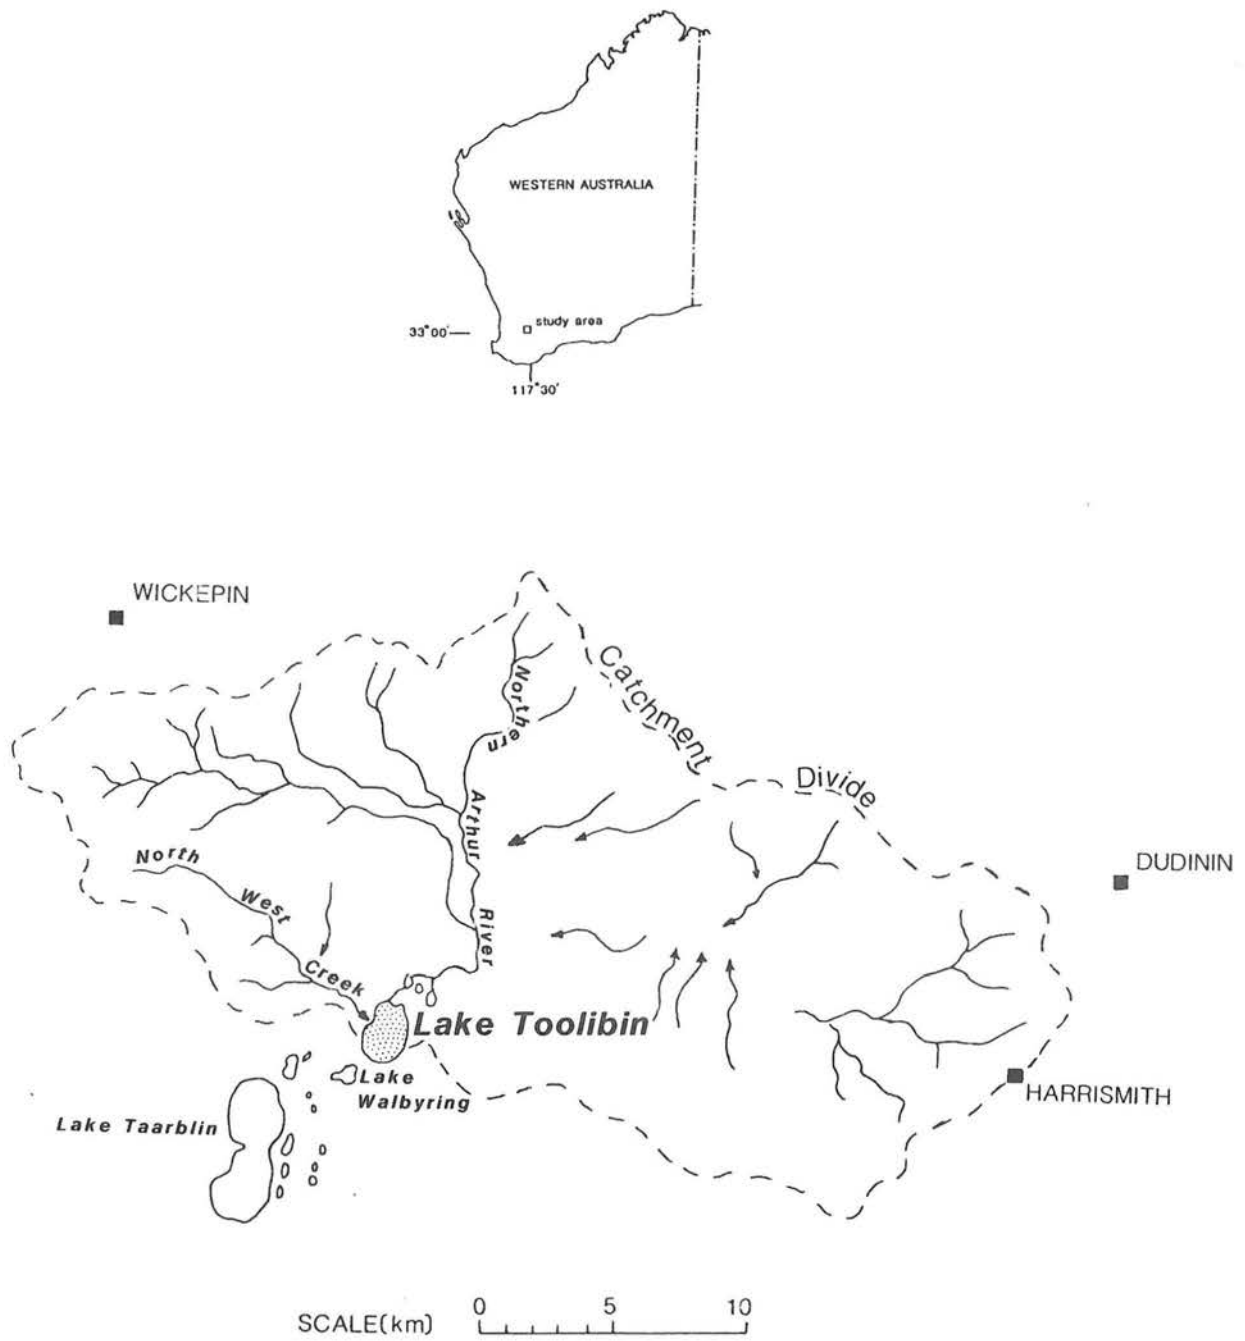 WESTERN AUSTRALIA
study area
33°00'
117°30'
WICKEPIN
Catchment Divide
Northern Arthur River
DUDININ
North West Creek
Lake Toolibin
Lake
Walbyring
HARRISMITH
Lake Taarblin
0 5 10
SCALE(km)